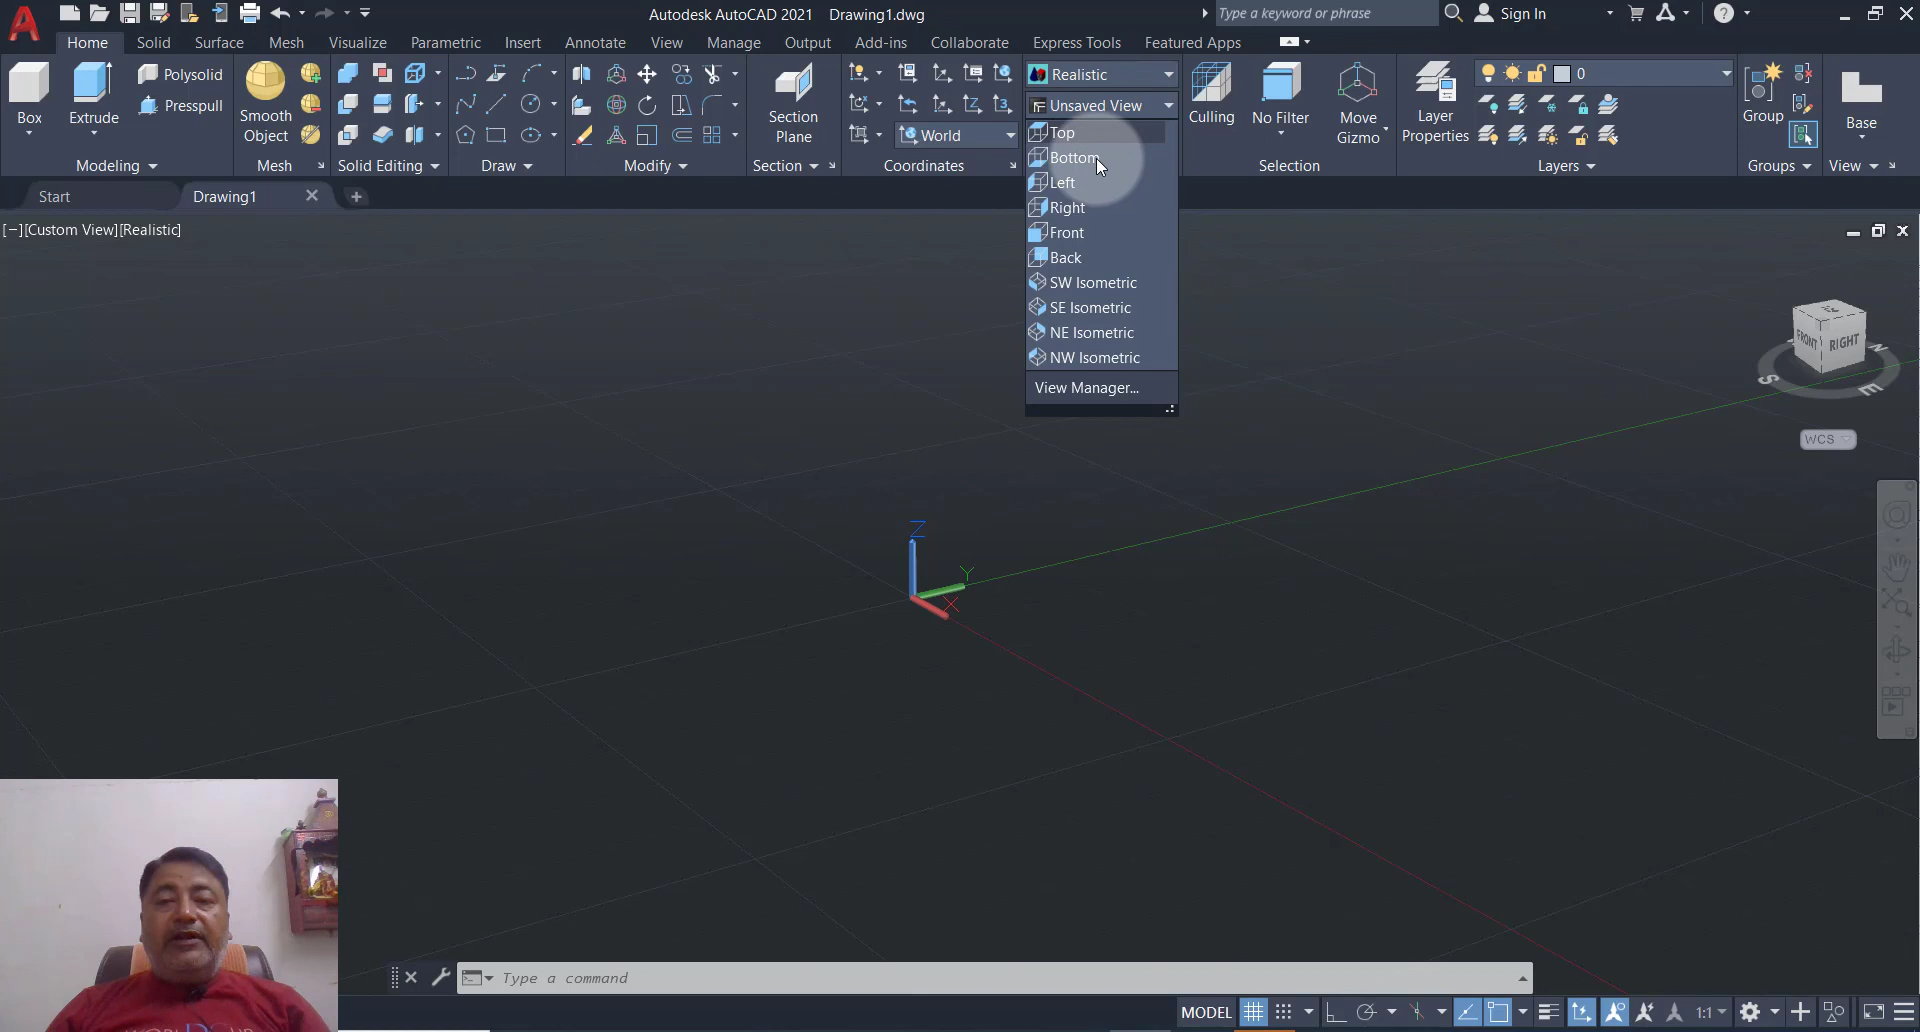 Autodesk AutoCAD 2021 Drawing1.dwg
Type a keyword or phrase
Sign In
Home Solid Surface Mesh Visualize Parametric Insert Annotate View Manage Output Add-ins Collaborate Express Tools Featured Apps
Box
Extrude
Polysolid
Presspull
Modeling
Smooth
Object
Mesh
Solid Editing
Draw
Modify
Section
Plane
Section
World
Coordinates
Realistic
Unsaved View
Top
Bottom
Left
Right
Front
Back
SW Isometric
SE Isometric
NE Isometric
NW Isometric
View Manager...
Culling
No Filter
Move
Gizmo
Selection
Layer
Properties
0
Layers
Group
Groups
Base
View
Start
Drawing1
[−][Custom View][Realistic]
FRONT RIGHT
N
S
E
WCS
Z
Y
X
Type a command
MODEL
1:1